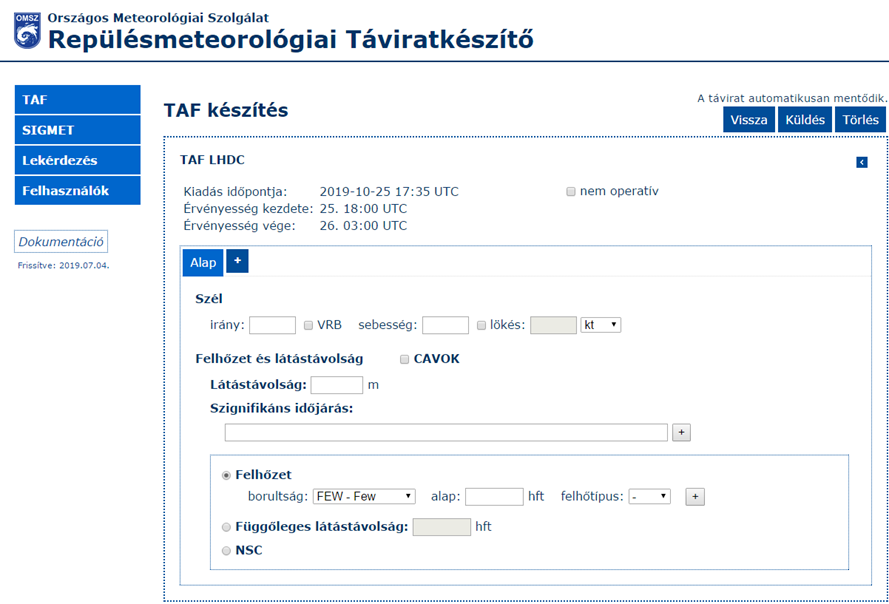 OMSZ
Országos Meteorológiai Szolgálat
Repülésmeteorológiai Táviratkészítő
TAF
SIGMET
Lekérdezés
Felhasználók
Dokumentáció
Frissítve: 2019.07.04.
A távirat automatikusan mentődik.
TAF készítés
Vissza Küldés Törlés
TAF LHDC
Kiadás időpontja: 2019-10-25 17:35 UTC nem operatív
Érvényesség kezdete: 25. 18:00 UTC
Érvényesség vége: 26. 03:00 UTC
Alap +
Szél
irány: VRB sebesség: lökés: kt
Felhőzet és látástávolság CAVOK
Látástávolság: m
Szignifikáns időjárás:
+
Felhőzet
borultság: FEW - Few alap: hft felhőtípus: - +
Függőleges látástávolság: hft
NSC